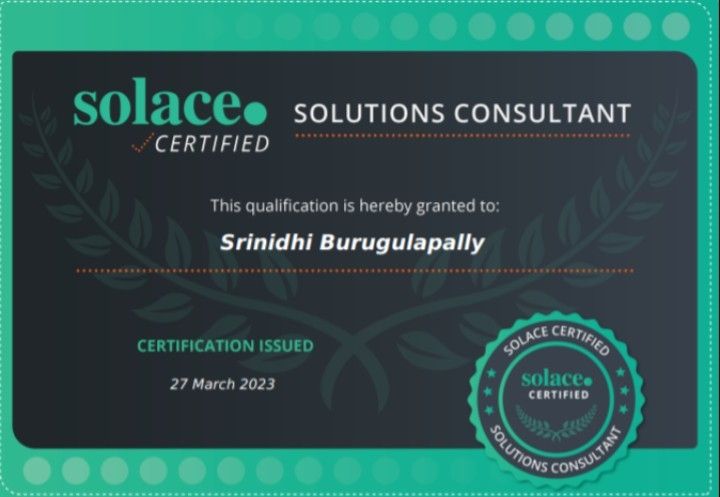 solace.
CERTIFIED
SOLUTIONS CONSULTANT
This qualification is hereby granted to:
Srinidhi Burugulapally
CERTIFICATION ISSUED
27 March 2023
SOLACE CERTIFIED
solace.
CERTIFIED
SOLUTIONS CONSULTANT